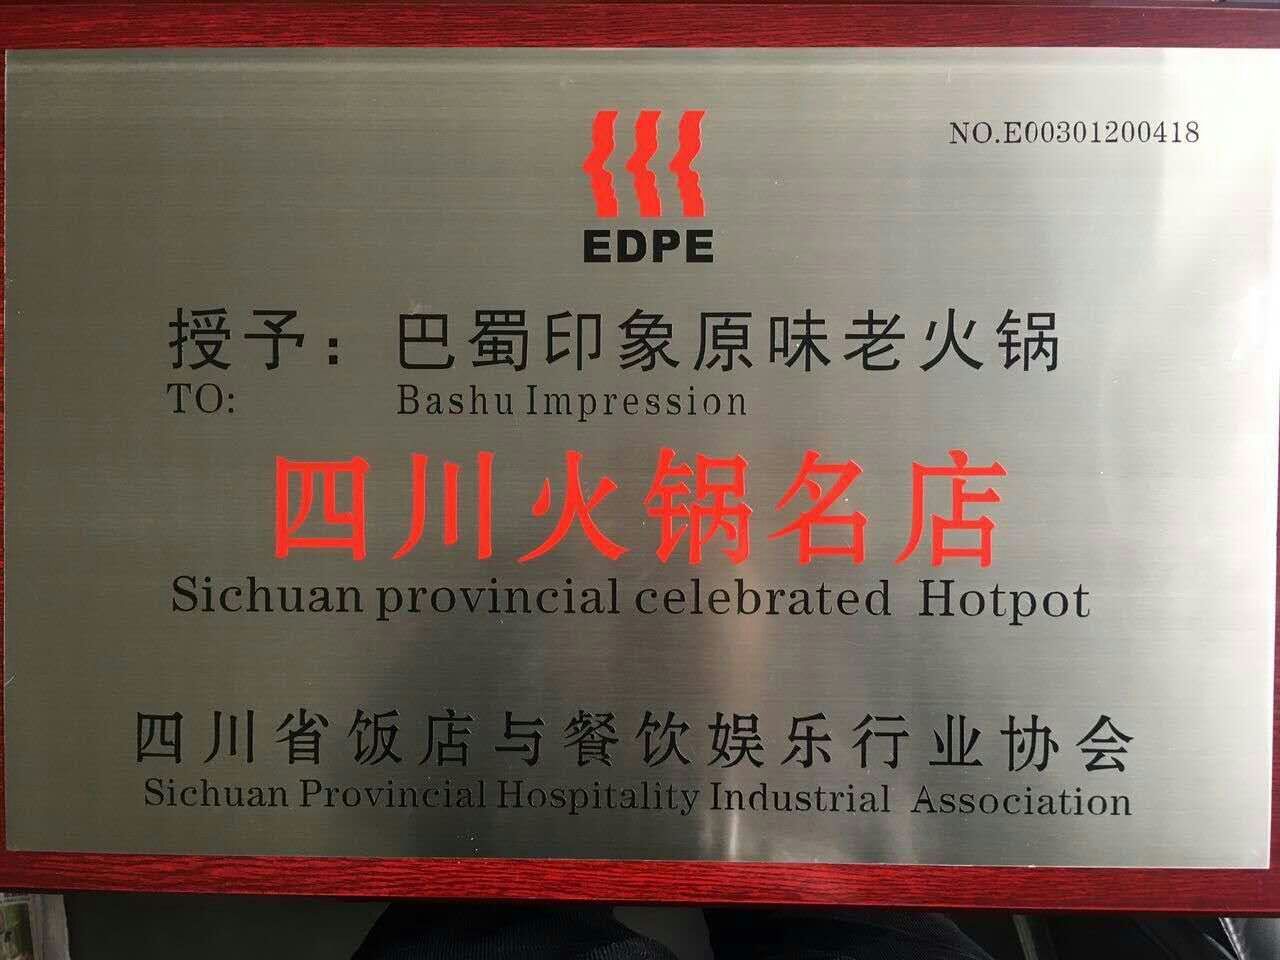 NO.E00301200418
EDPE
授予：巴蜀印象原味老火锅
TO: Bashu Impression
四川火锅名店
Sichuan provincial celebrated Hotpot
四川省饭店与餐饮娱乐行业协会
Sichuan Provincial Hospitality Industrial Association